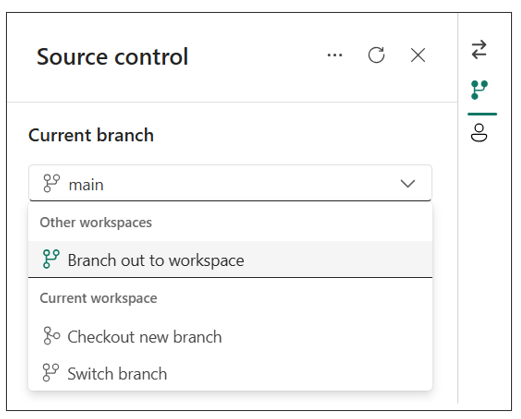 Source control
Current branch
main
Other workspaces
Branch out to workspace
Current workspace
Checkout new branch
Switch branch